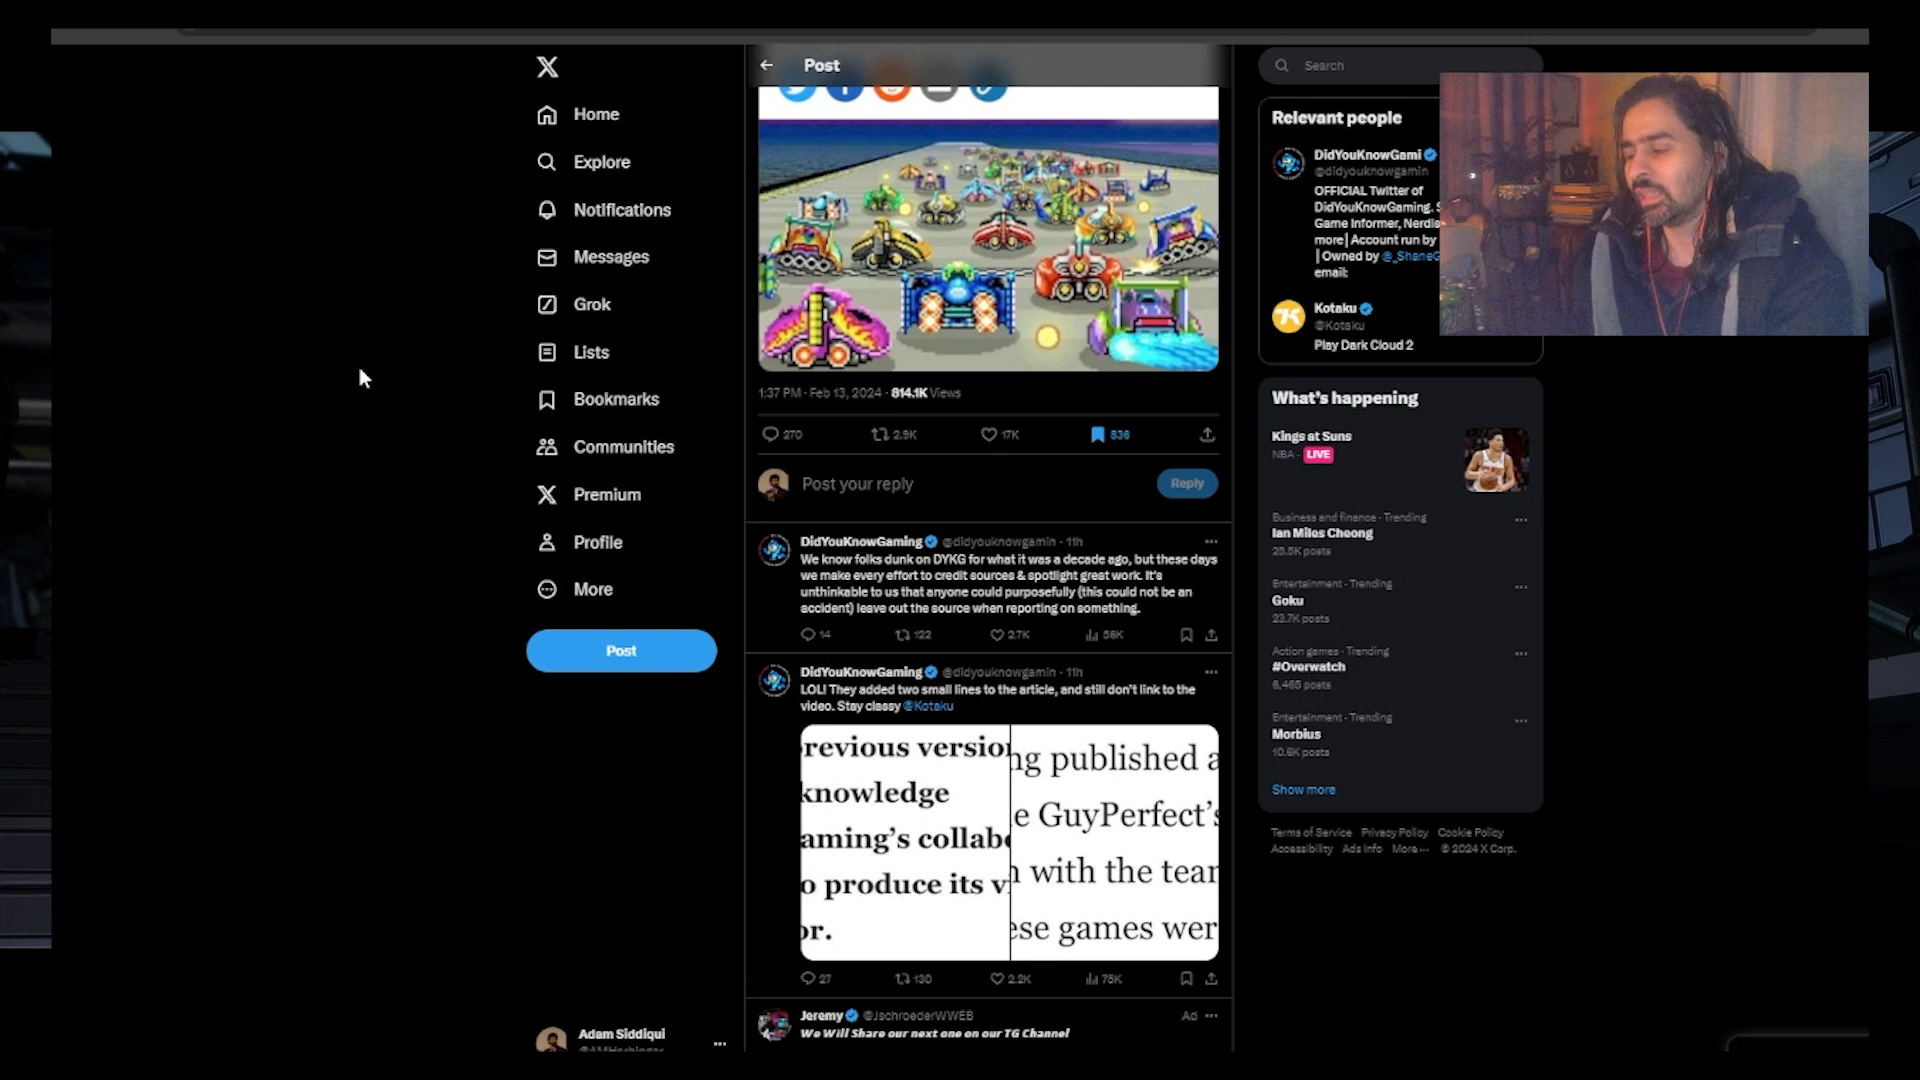 Post
Search
Home
Explore
Notifications
Messages
Grok
Lists
Bookmarks
Communities
Premium
Profile
More
Post
Adam Siddiqui
1:37 PM · Feb 13, 2024 · 814.1K Views
270
2.9K
17K
836
Post your reply
Reply
DidYouKnowGaming @didyouknowgamin · 11h
We know folks dunk on DYKG for what it was a decade ago, but these days
we make every effort to credit sources & spotlight great work. It's
unthinkable to us that anyone could purposefully (this could not be an
accident) leave out the source when reporting on something.
14
122
2.7K
56K
DidYouKnowGaming @didyouknowgamin · 11h
LOL! They added two small lines to the article, and still don't link to the
video. Stay classy @Kotaku
previous version
knowledge
aming's collabo
o produce its v
or.
ng published a
e GuyPerfect's
n with the team
ese games wer
27
130
2.2K
75K
Jeremy @JschroederWWEB
Ad
We Will Share our next one on our TG Channel
Relevant people
DidYouKnowGami
@didyouknowgamin
OFFICIAL Twitter of
DidYouKnowGaming. S
Game Informer, Nerdis
more| Account run by
| Owned by @_ShaneG
email:
Kotaku
@Kotaku
Play Dark Cloud 2
What's happening
Kings at Suns
NBA · LIVE
Business and finance · Trending
Ian Miles Cheong
25.5K posts
Entertainment · Trending
Goku
23.7K posts
Action games · Trending
#Overwatch
6,465 posts
Entertainment · Trending
Morbius
10.6K posts
Show more
Terms of Service Privacy Policy Cookie Policy
Accessibility Ads info More ··· © 2024 X Corp.